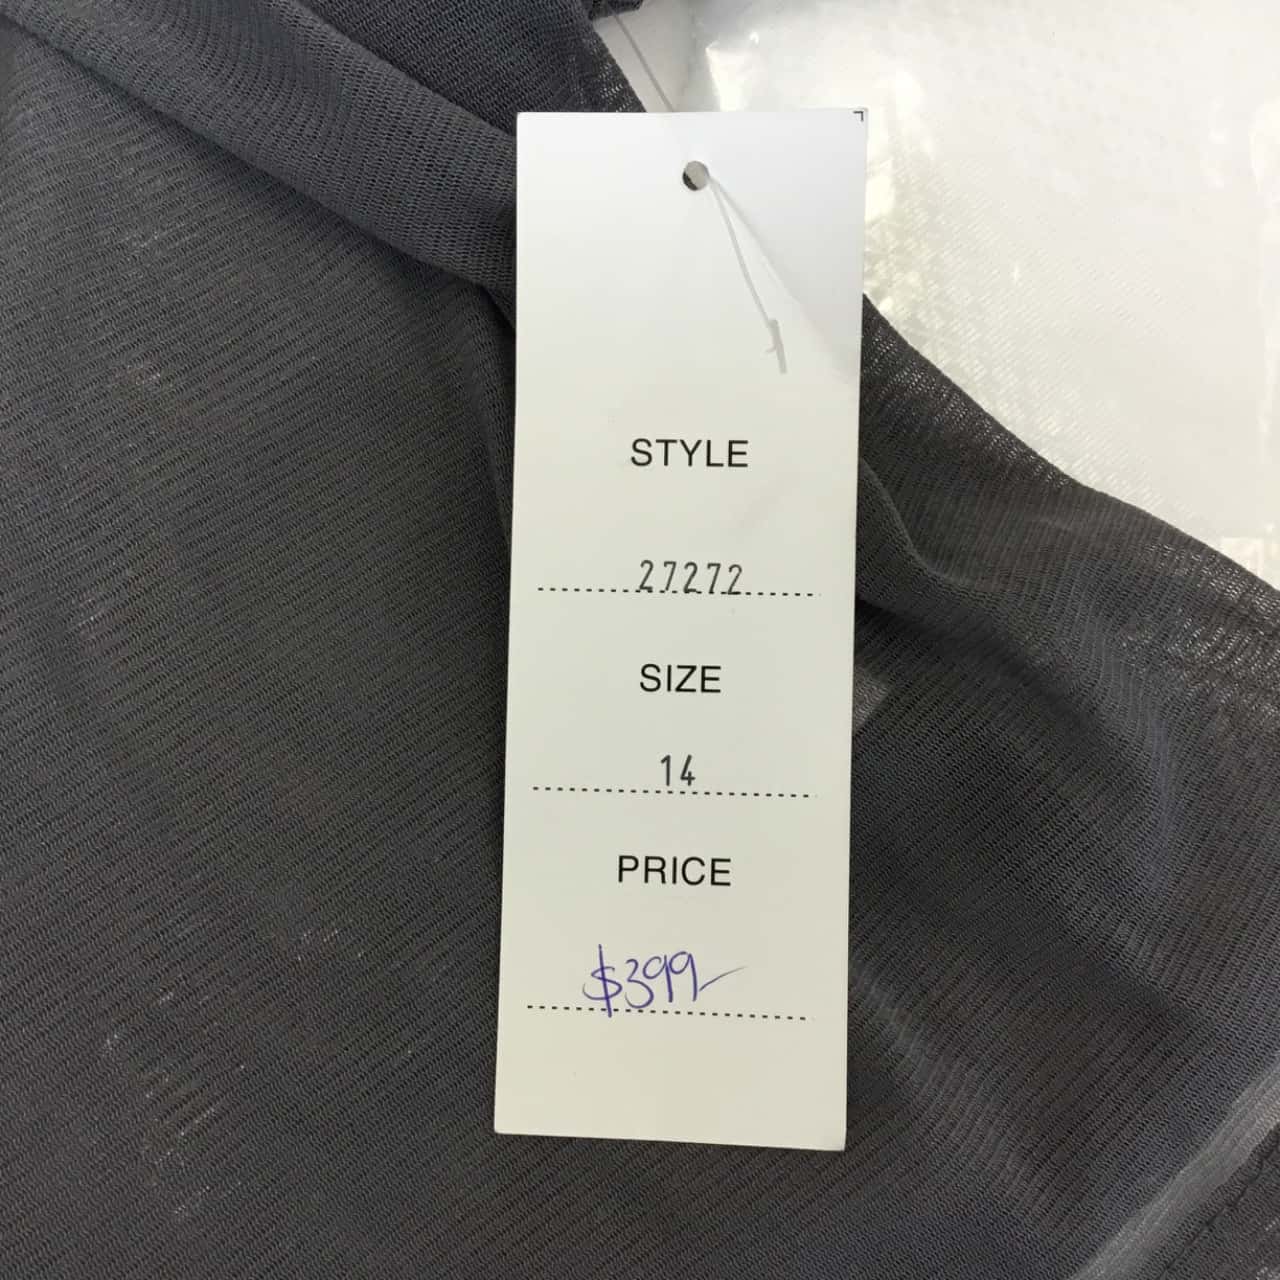 STYLE
27272
SIZE
14
PRICE
$399-